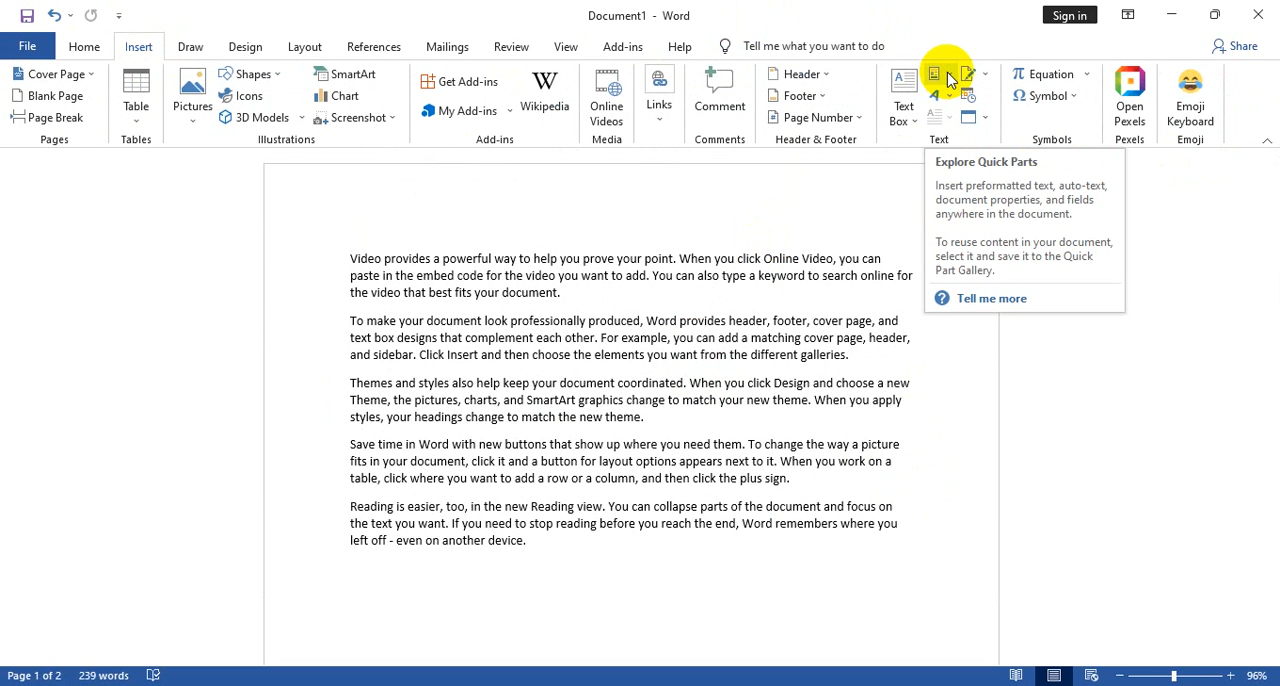 Document1 - Word
Sign in
File Home Insert Draw Design Layout References Mailings Review View Add-ins Help Tell me what you want to do Share
Cover Page
Blank Page
Page Break
Pages
Table
Tables
Pictures
Shapes
Icons
3D Models
SmartArt
Chart
Screenshot
Illustrations
Get Add-ins
My Add-ins
Wikipedia
Add-ins
Online
Videos
Media
Links
Comment
Comments
Header
Footer
Page Number
Header & Footer
Text
Box
Text
Equation
Symbol
Symbols
Open
Pexels
Pexels
Emoji
Keyboard
Emoji
Explore Quick Parts
Insert preformatted text, auto-text,
document properties, and fields
anywhere in the document.
To reuse content in your document,
select it and save it to the Quick
Part Gallery.
Tell me more
Video provides a powerful way to help you prove your point. When you click Online Video, you can
paste in the embed code for the video you want to add. You can also type a keyword to search online for
the video that best fits your document.
To make your document look professionally produced, Word provides header, footer, cover page, and
text box designs that complement each other. For example, you can add a matching cover page, header,
and sidebar. Click Insert and then choose the elements you want from the different galleries.
Themes and styles also help keep your document coordinated. When you click Design and choose a new
Theme, the pictures, charts, and SmartArt graphics change to match your new theme. When you apply
styles, your headings change to match the new theme.
Save time in Word with new buttons that show up where you need them. To change the way a picture
fits in your document, click it and a button for layout options appears next to it. When you work on a
table, click where you want to add a row or a column, and then click the plus sign.
Reading is easier, too, in the new Reading view. You can collapse parts of the document and focus on
the text you want. If you need to stop reading before you reach the end, Word remembers where you
left off - even on another device.
Page 1 of 2 239 words 96%